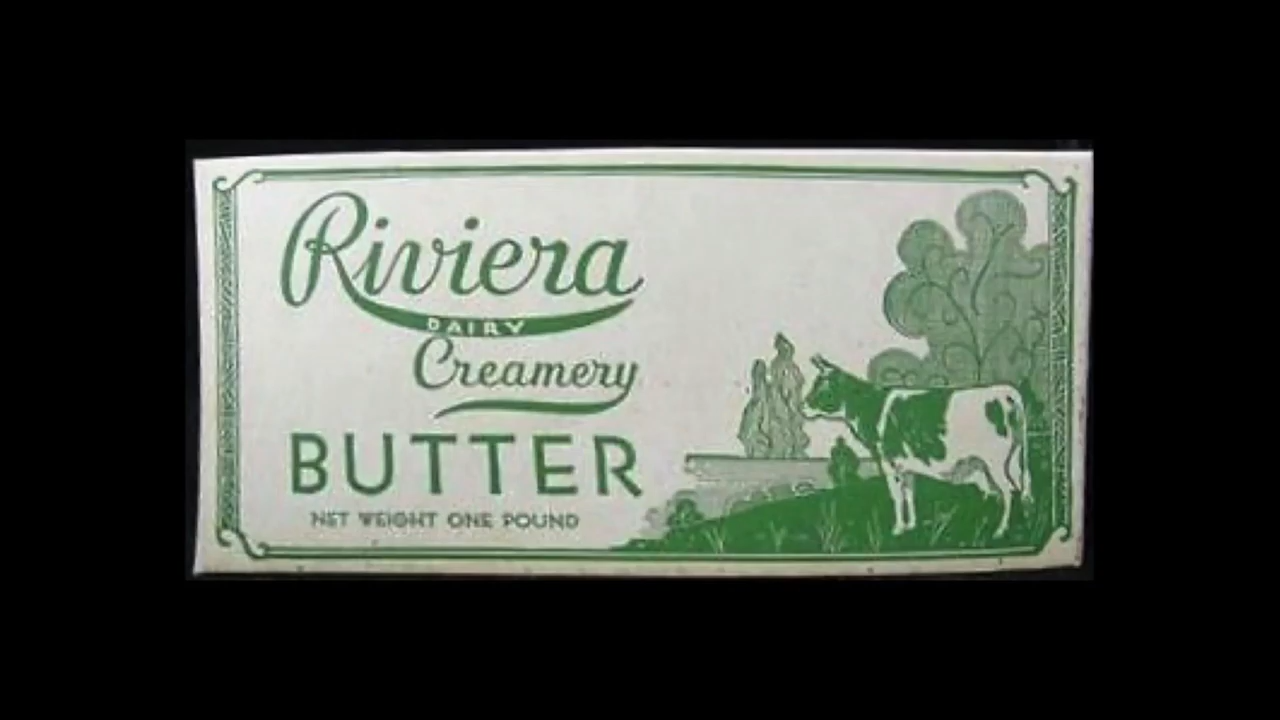 Riviera
DAIRY
Creamery
BUTTER
NET WEIGHT ONE POUND